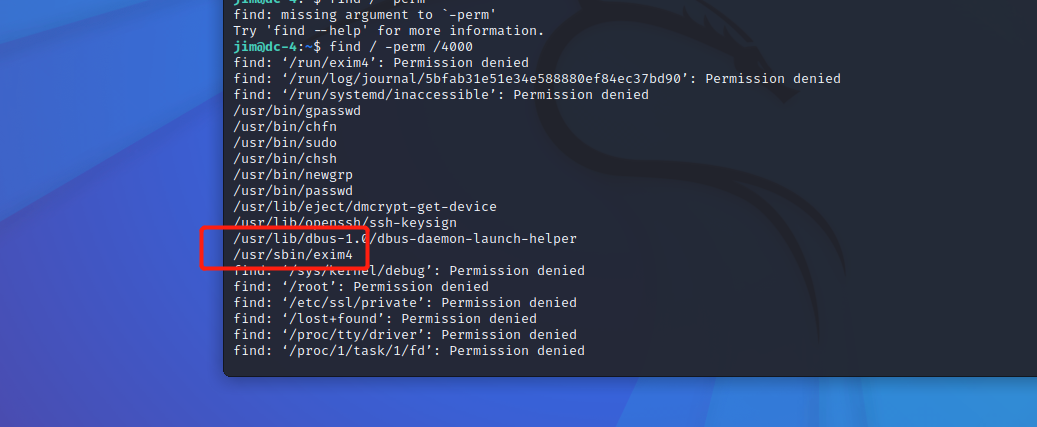 find: missing argument to `-perm'
Try 'find --help' for more information.
jim@dc-4:~$ find / -perm /4000
find: ‘/run/exim4’: Permission denied
find: ‘/run/log/journal/5bfab31e51e34e588880ef84ec37bd90’: Permission denied
find: ‘/run/systemd/inaccessible’: Permission denied
/usr/bin/gpasswd
/usr/bin/chfn
/usr/bin/sudo
/usr/bin/chsh
/usr/bin/newgrp
/usr/bin/passwd
/usr/lib/eject/dmcrypt-get-device
/usr/lib/openssh/ssh-keysign
/usr/lib/dbus-1.0/dbus-daemon-launch-helper
/usr/sbin/exim4
find: ‘/sys/kernel/debug’: Permission denied
find: ‘/root’: Permission denied
find: ‘/etc/ssl/private’: Permission denied
find: ‘/lost+found’: Permission denied
find: ‘/proc/tty/driver’: Permission denied
find: ‘/proc/1/task/1/fd’: Permission denied